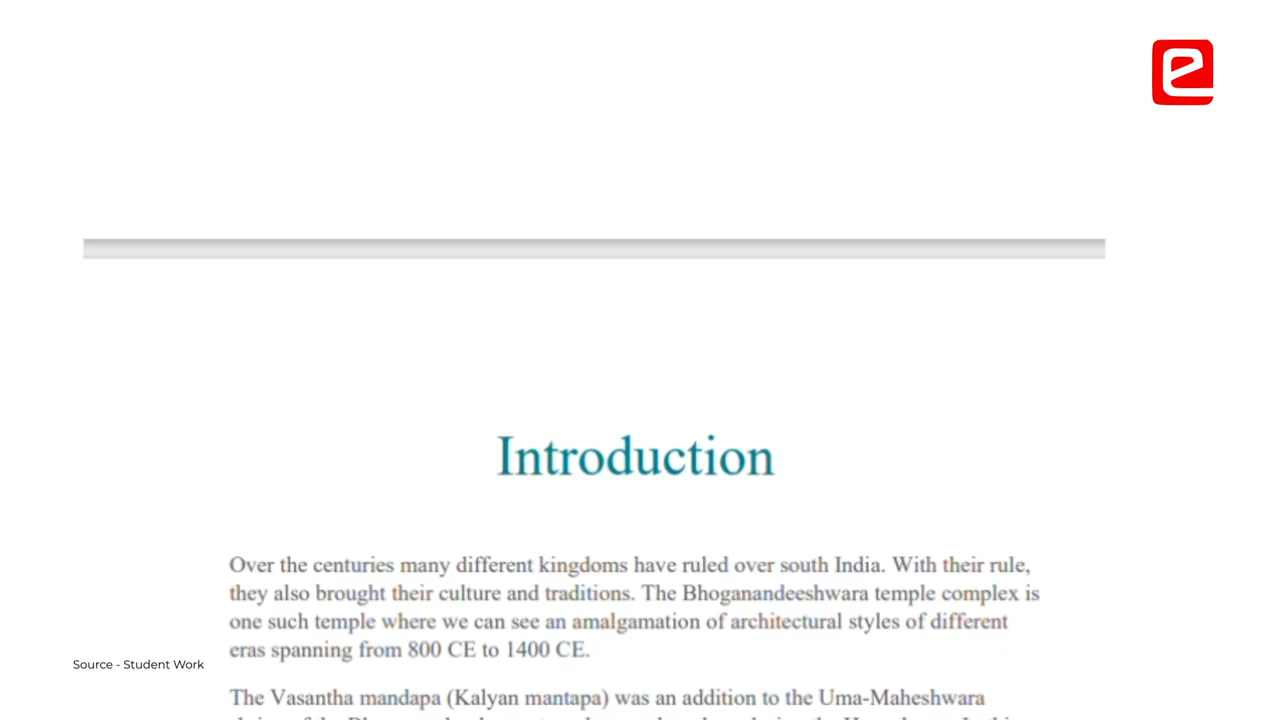 e
Introduction
Over the centuries many different kingdoms have ruled over south India. With their rule,
they also brought their culture and traditions. The Bhoganandeeshwara temple complex is
one such temple where we can see an amalgamation of architectural styles of different
eras spanning from 800 CE to 1400 CE.
Source - Student Work
The Vasantha mandapa (Kalyan mantapa) was an addition to the Uma-Maheshwara